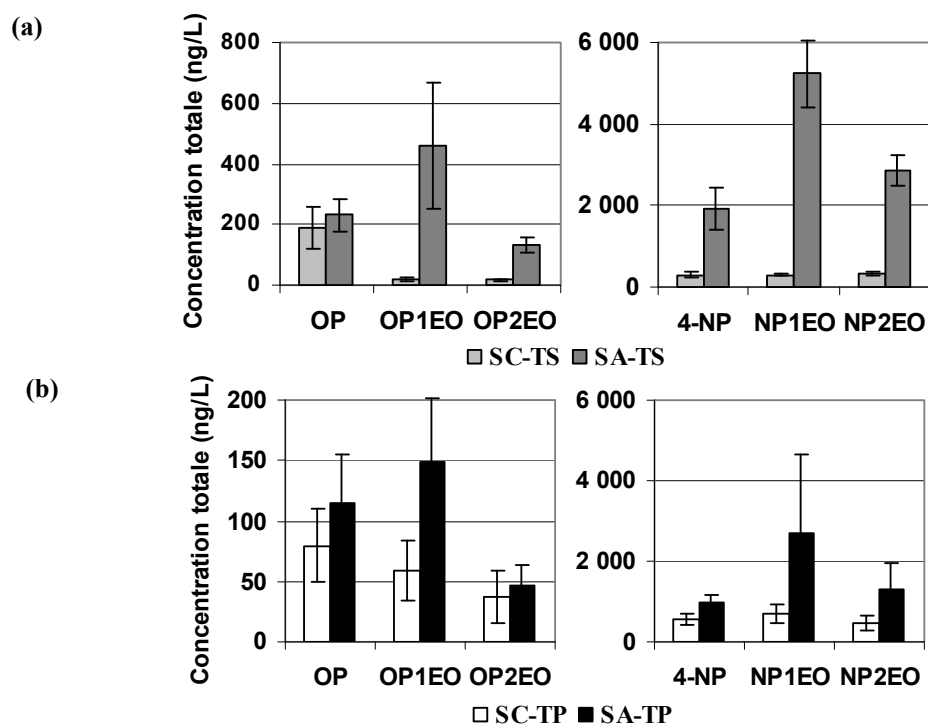 (a)
Concentration totale (ng/L)
800
600
400
200
0
OP OP1EO OP2EO
6 000
4 000
2 000
0
4-NP NP1EO NP2EO
SC-TS SA-TS
(b)
Concentration totale (ng/L)
200
150
100
50
0
OP OP1EO OP2EO
6 000
4 000
2 000
0
4-NP NP1EO NP2EO
SC-TP SA-TP